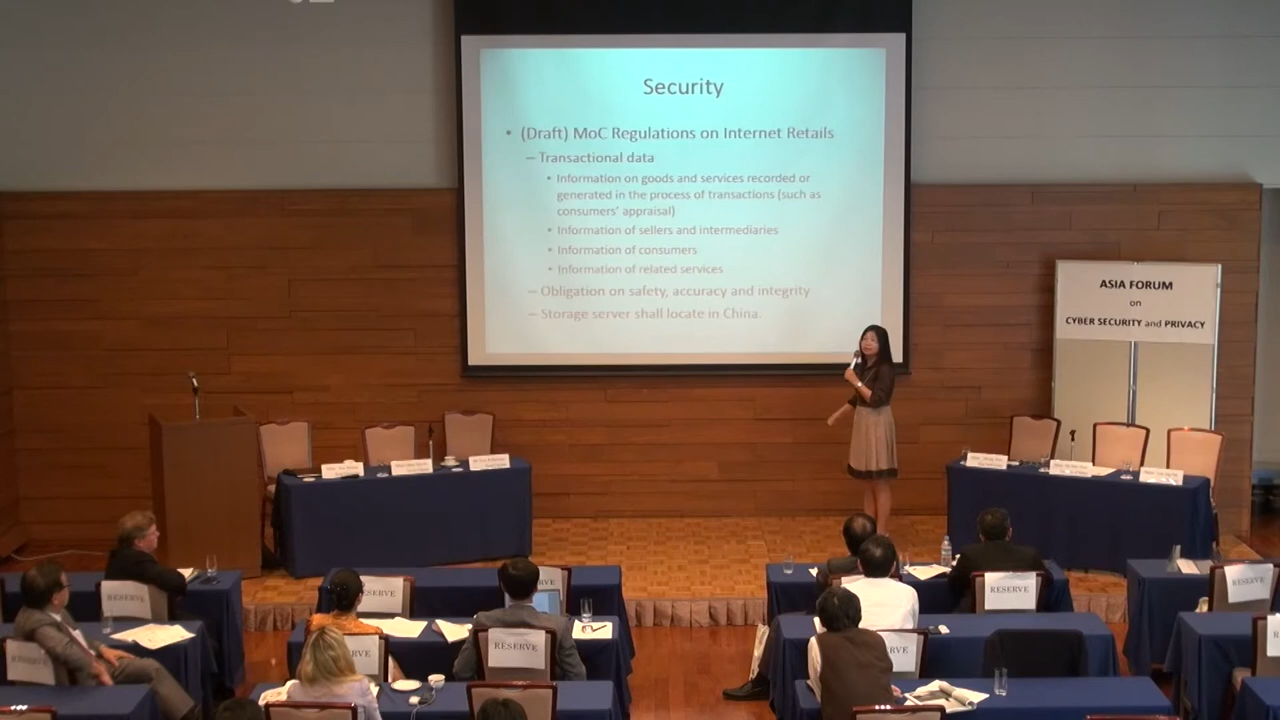 Security
• (Draft) MoC Regulations on Internet Retails
– Transactional data
• Information on goods and services recorded or
generated in the process of transactions (such as
consumers' appraisal)
• Information of sellers and intermediaries
• Information of consumers
• Information of related services
– Obligation on safety, accuracy and integrity
– Storage server shall locate in China.
ASIA FORUM
on
CYBER SECURITY and PRIVACY
RESERVE
RESERVE
RESERVE
RESERVE
RESERVE
RESERVE